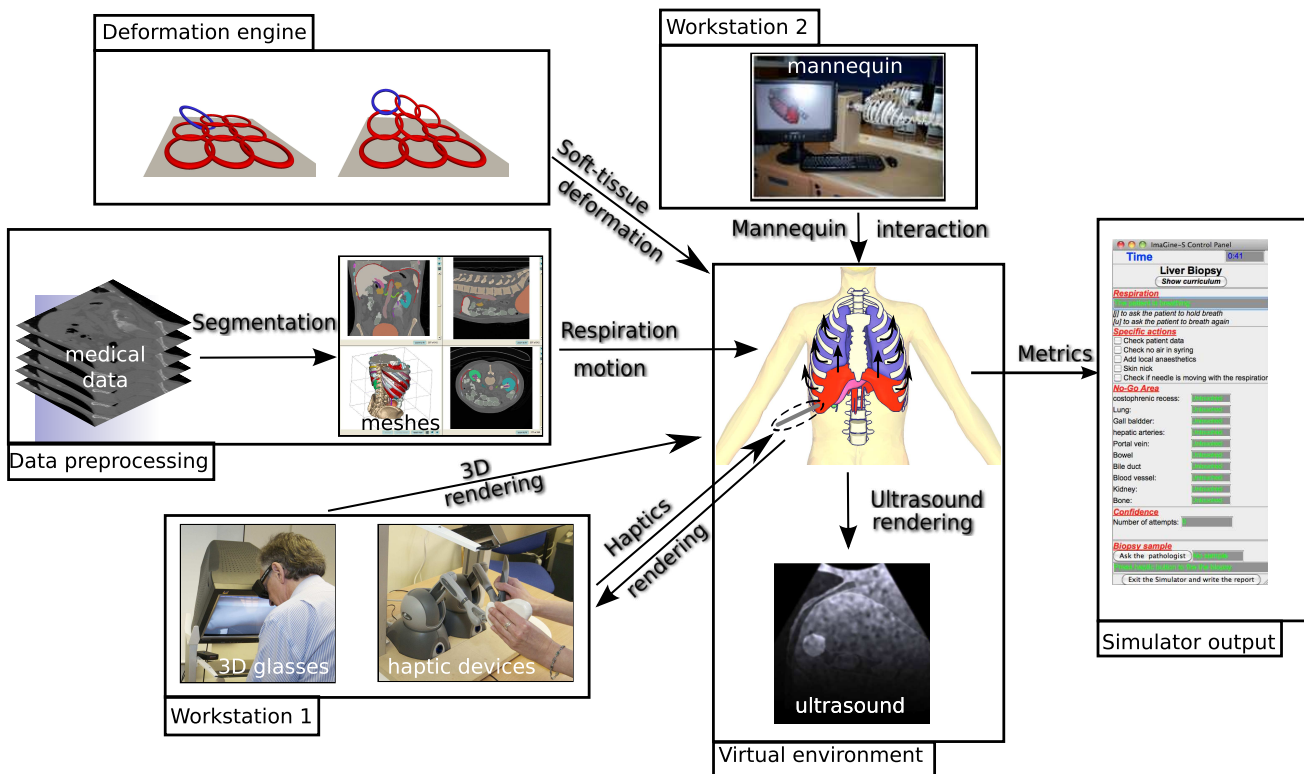 Deformation engine
Workstation 2
mannequin
Soft-tissue
deformation
Mannequin interaction
medical
data
Segmentation
meshes
Data preprocessing
Respiration
motion
3D
rendering
Haptics
rendering
3D glasses
haptic devices
Workstation 1
Ultrasound
rendering
ultrasound
Virtual environment
Metrics
ImaGine-S Control Panel
Time 0:41
Liver Biopsy
Show curriculum
Respiration
The patient is breathing
[j] to ask the patient to hold breath
[u] to ask the patient to breath again
Specific actions
Check patient data
Check no air in syring
Add local anaesthetics
Skin nick
Check if needle is moving with the respiration
No-Go Area
costophrenic recess:
Lung:
Gall baldder:
hepatic arteries:
Portal vein:
Bowel
Bile duct
Blood vessel:
Kidney:
Bone:
Confidence
Number of attempts:
Biopsy sample
Ask the pathologist
Exit the Simulator and write the report
Simulator output